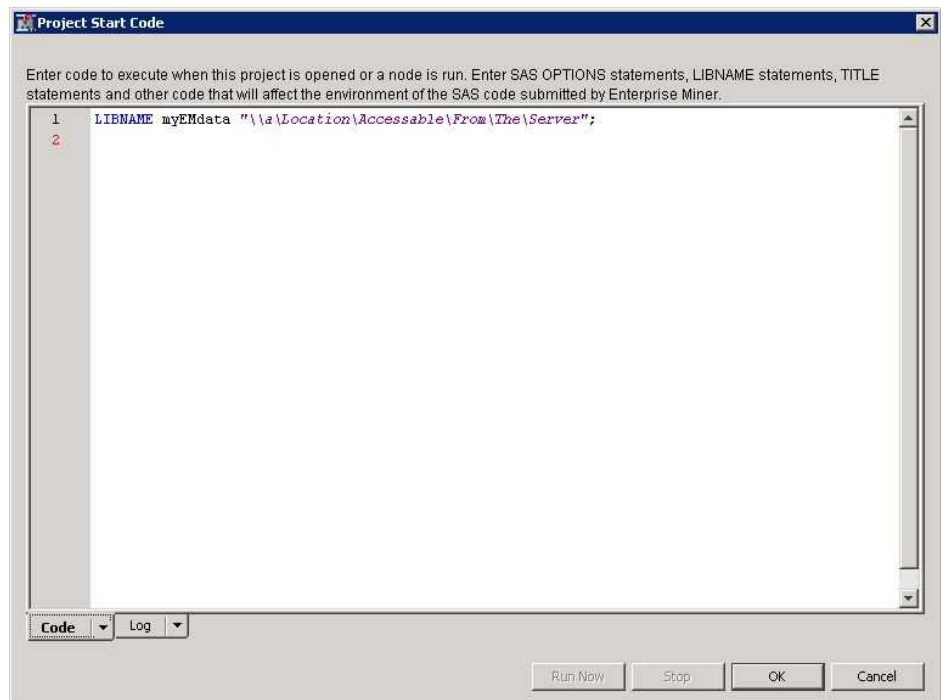 Project Start Code
Enter code to execute when this project is opened or a node is run. Enter SAS OPTIONS statements, LIBNAME statements, TITLE
statements and other code that will affect the environment of the SAS code submitted by Enterprise Miner.
1 LIBNAME myEMdata "\\a\Location\Accessable\From\The\Server";
2
Code Log
Run Now Stop OK Cancel